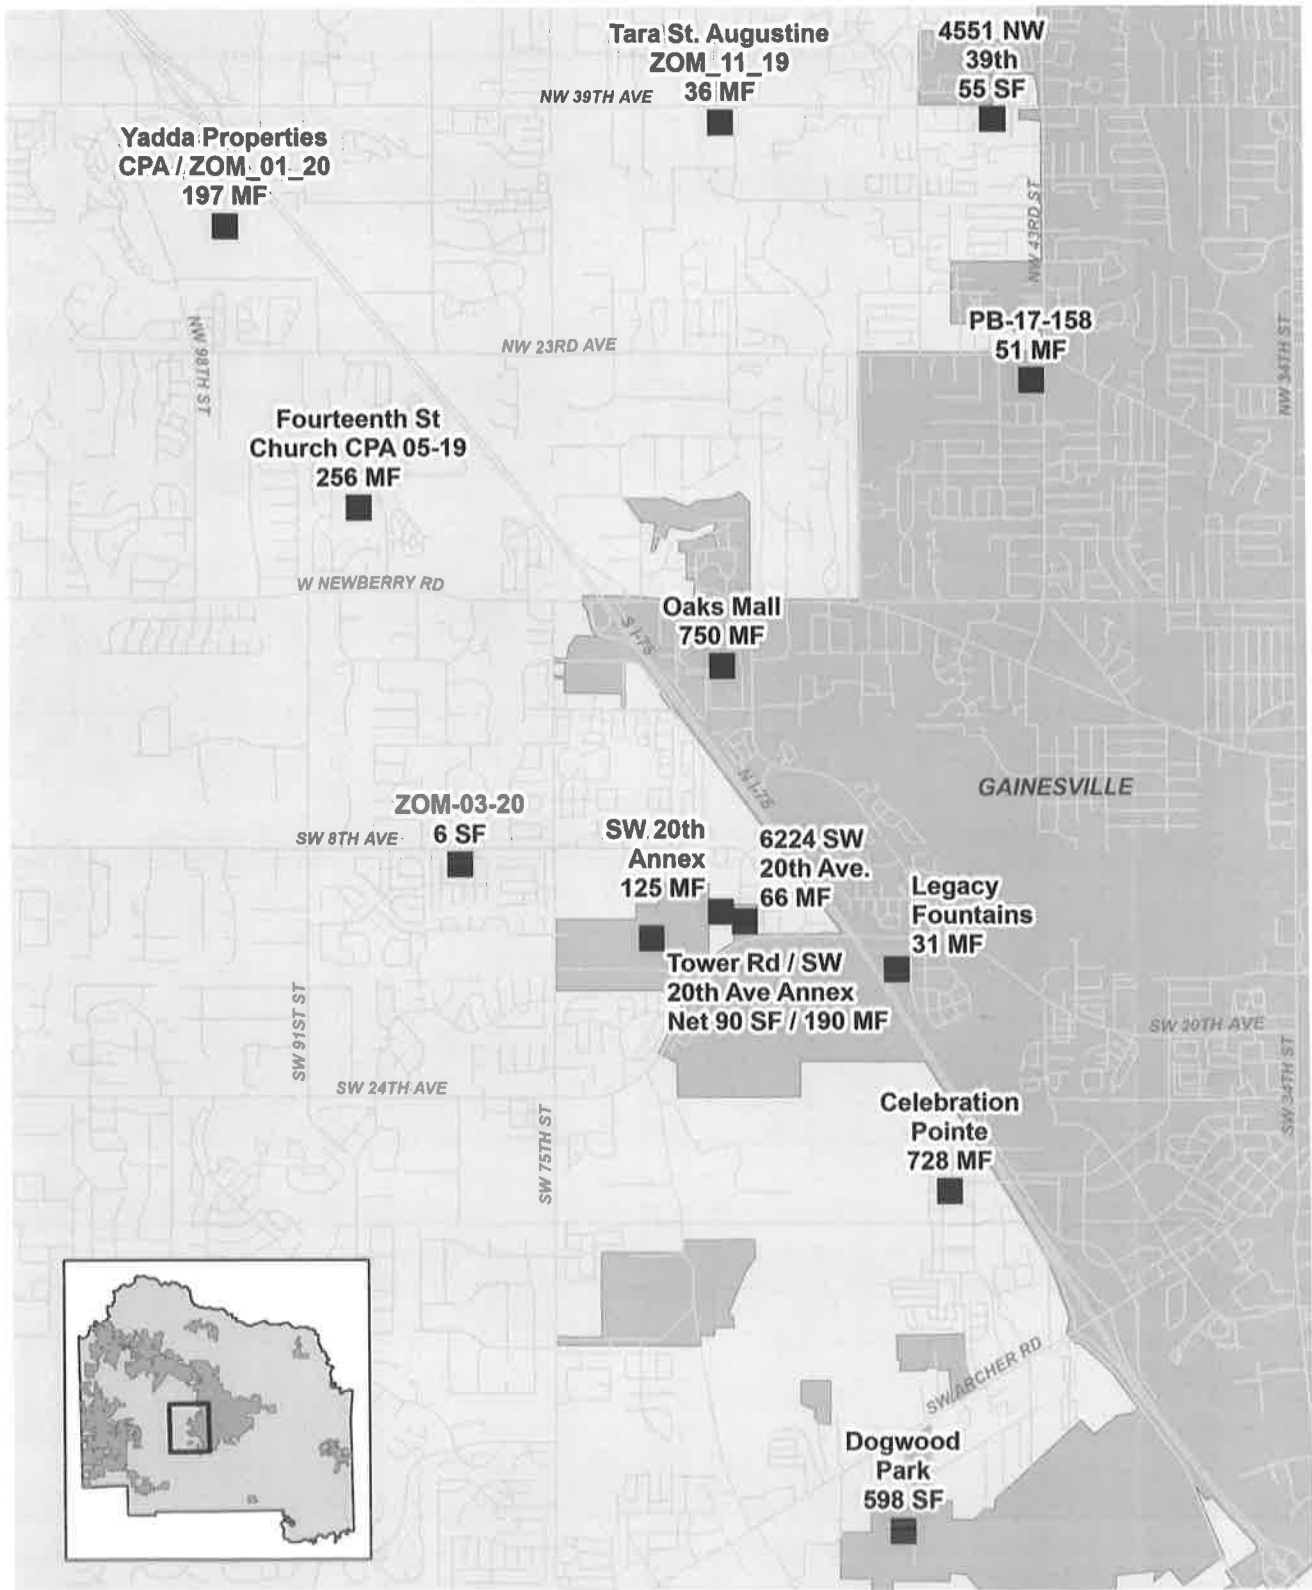 Tara St. Augustine
ZOM_11_19
36 MF
4551 NW
39th
55 SF
NW 39TH AVE
Yadda Properties
CPA / ZOM_01_20
197 MF
NW 43RD ST
PB-17-158
51 MF
NW 98TH ST
NW 23RD AVE
NW 34TH ST
Fourteenth St
Church CPA 05-19
256 MF
W NEWBERRY RD
Oaks Mall
750 MF
S I-75
N I-75
GAINESVILLE
ZOM-03-20
6 SF
SW 8TH AVE
SW 20th
Annex
125 MF
6224 SW
20th Ave.
66 MF
Legacy
Fountains
31 MF
Tower Rd / SW
20th Ave Annex
Net 90 SF / 190 MF
SW 91ST ST
SW 20TH AVE
SW 24TH AVE
SW 34TH ST
Celebration
Pointe
728 MF
SW 75TH ST
SW ARCHER RD
Dogwood
Park
598 SF